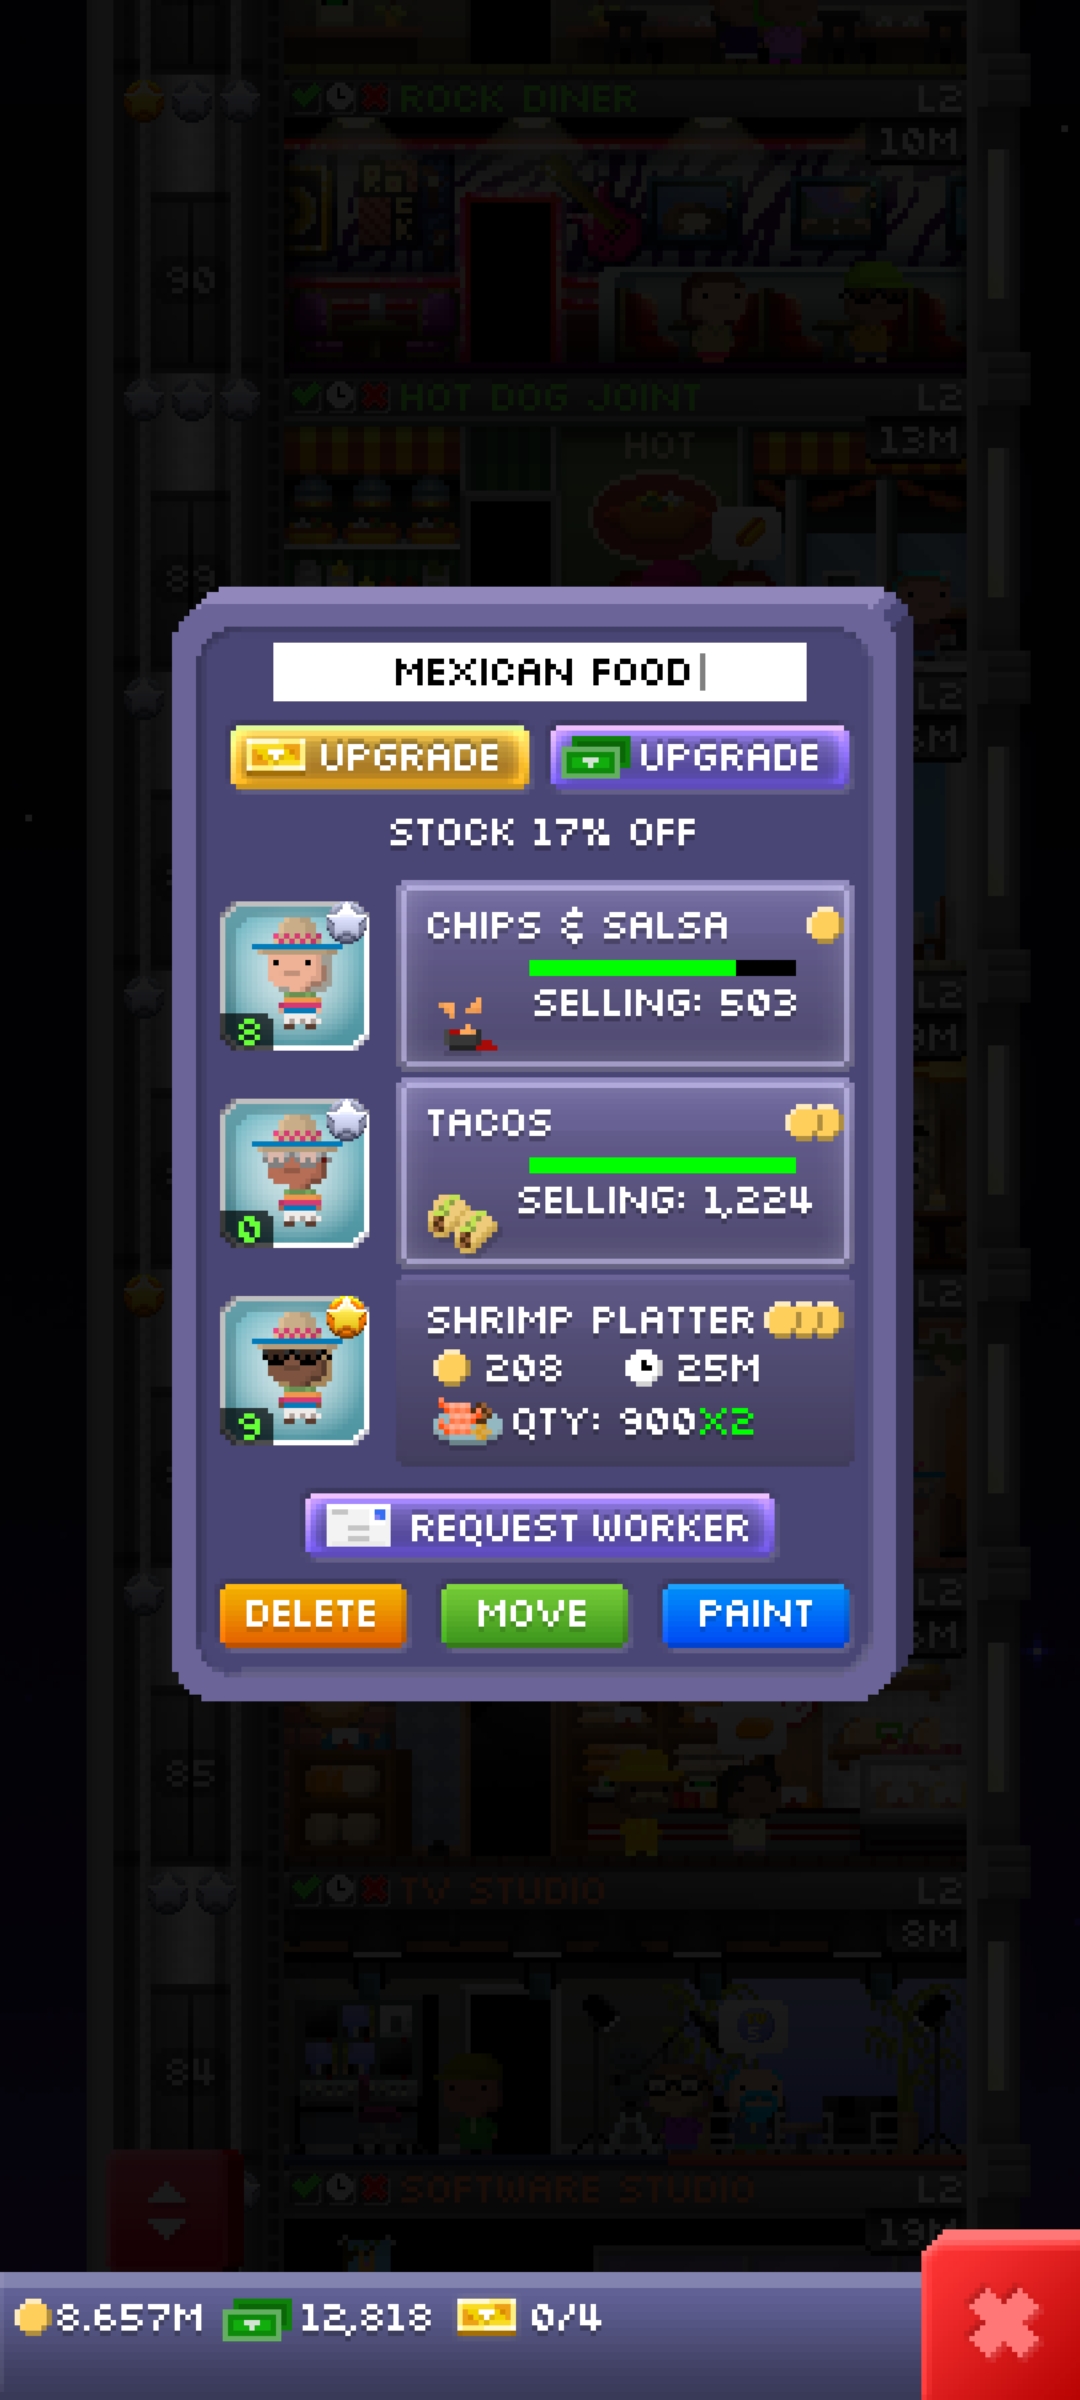 ROCK DINER L2
10M
90
HOT DOG JOINT L2
13M
HOT
MEXICAN FOOD
UPGRADE UPGRADE
STOCK 17% OFF
CHIPS & SALSA
SELLING: 503
8
TACOS
SELLING: 1,224
0
SHRIMP PLATTER
208 25M
QTY: 900X2
9
REQUEST WORKER
DELETE MOVE PAINT
85
TV STUDIO L2
8M
84
SOFTWARE STUDIO L2
19M
8.657M 12,818 0/4